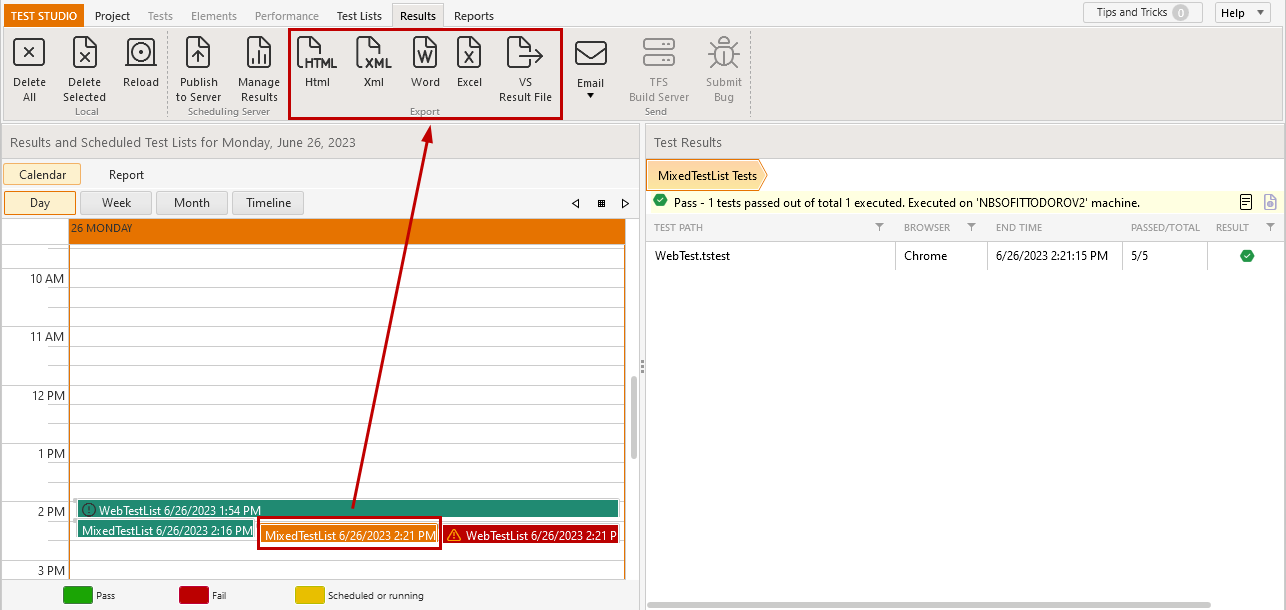 TEST STUDIO Project Tests Elements Performance Test Lists Results Reports Tips and Tricks 0 Help
Delete All
Delete Selected
Reload
Local
Publish to Server
Manage Results
Scheduling Server
HTML
Html
XML
Xml
W
Word
X
Excel
VS Result File
Export
Email
TFS Build Server
Submit Bug
Send
Results and Scheduled Test Lists for Monday, June 26, 2023
Calendar Report
Day Week Month Timeline
26 MONDAY
10 AM
11 AM
12 PM
1 PM
2 PM
WebTestList 6/26/2023 1:54 PM
MixedTestList 6/26/2023 2:16 PM
MixedTestList 6/26/2023 2:21 PM
WebTestList 6/26/2023 2:21 P
3 PM
Pass Fail Scheduled or running
Test Results
MixedTestList Tests
Pass - 1 tests passed out of total 1 executed. Executed on 'NBSOFITTODOROV2' machine.
TEST PATH BROWSER END TIME PASSED/TOTAL RESULT
WebTest.tstest Chrome 6/26/2023 2:21:15 PM 5/5